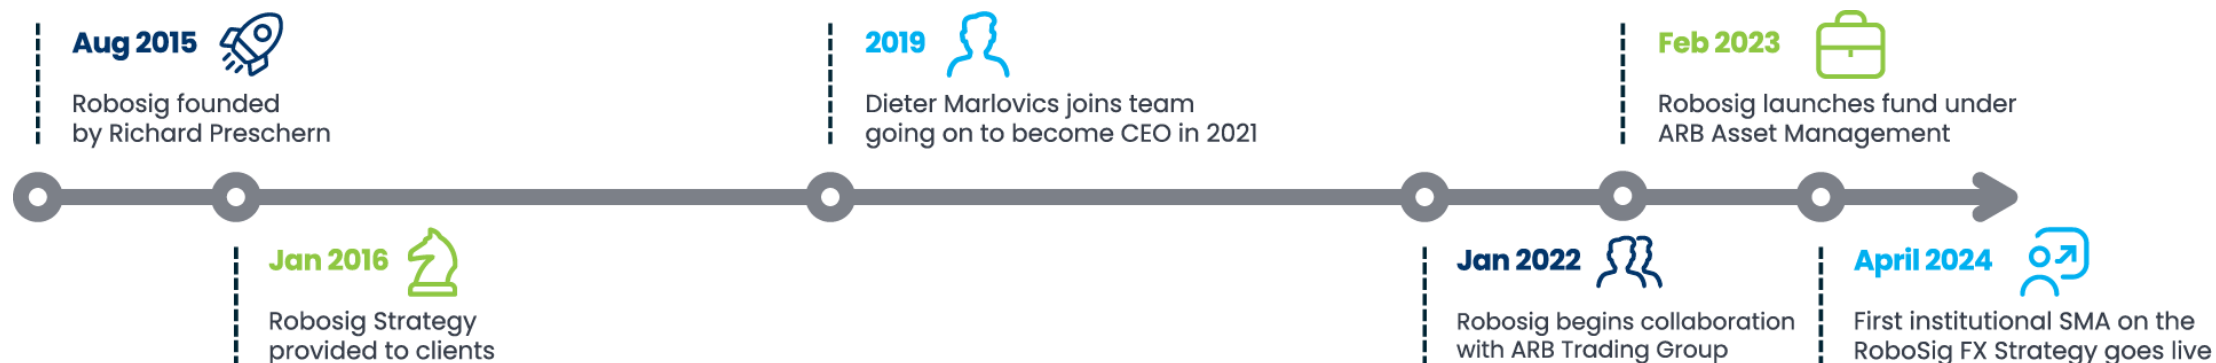 Aug 2015
Robosig founded
by Richard Preschern
2019
Dieter Marlovics joins team
going on to become CEO in 2021
Feb 2023
Robosig launches fund under
ARB Asset Management
Jan 2016
Robosig Strategy
provided to clients
Jan 2022
Robosig begins collaboration
with ARB Trading Group
April 2024
First institutional SMA on the
RoboSig FX Strategy goes live